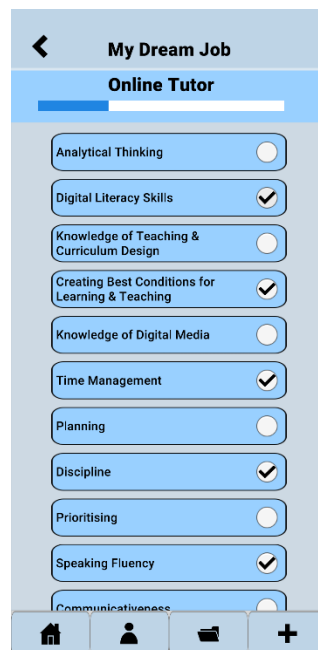 My Dream Job
Online Tutor
Analytical Thinking
Digital Literacy Skills
Knowledge of Teaching &
Curriculum Design
Creating Best Conditions for
Learning & Teaching
Knowledge of Digital Media
Time Management
Planning
Discipline
Prioritising
Speaking Fluency
Communicativeness